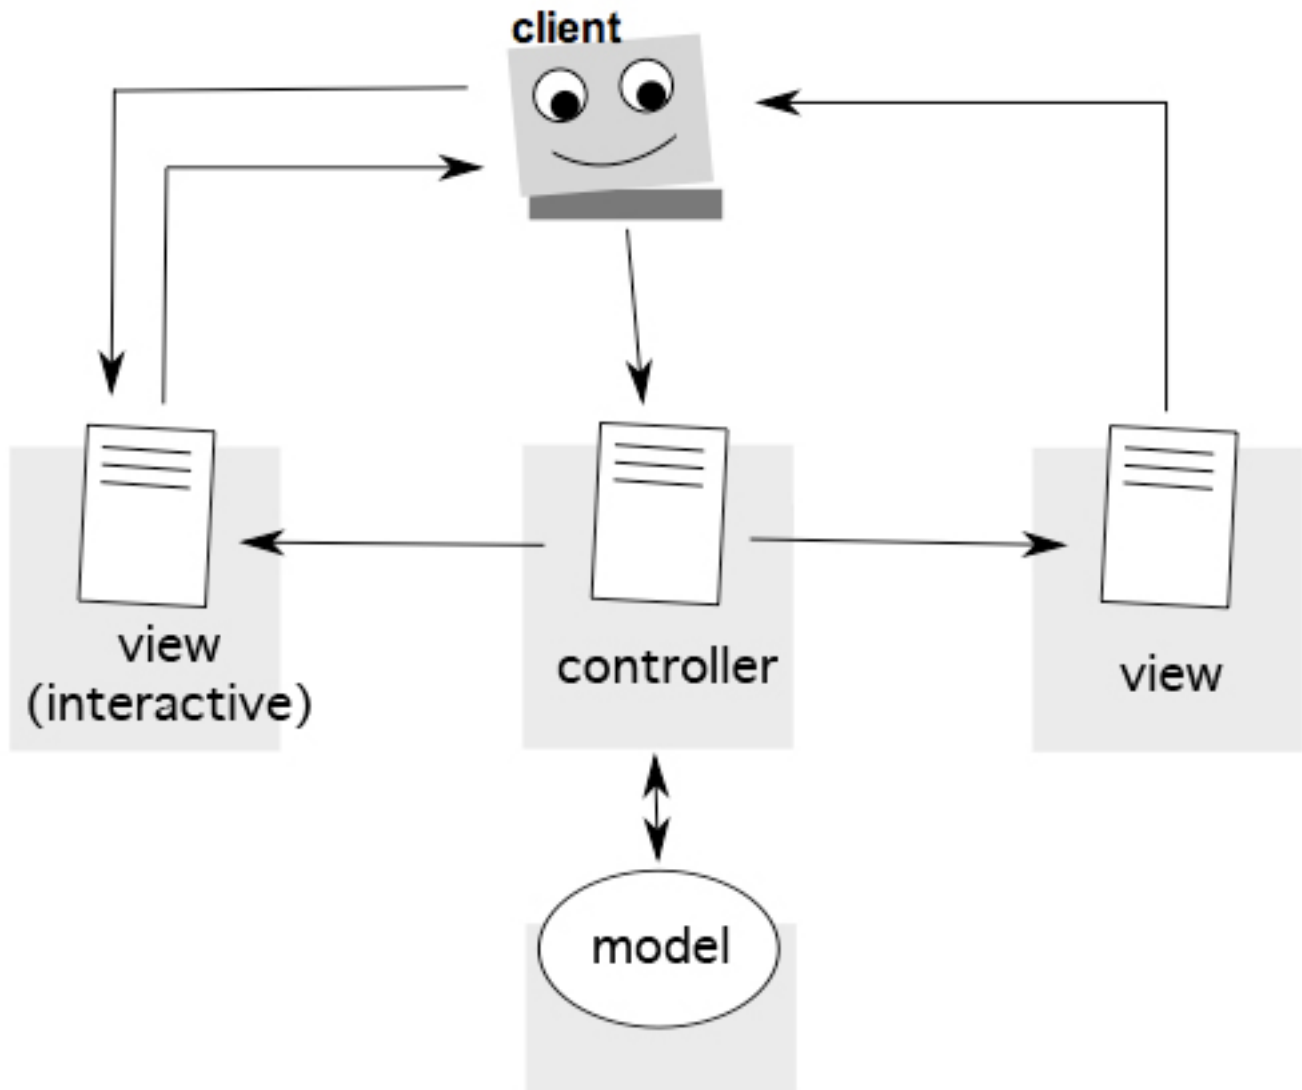 client
view
(interactive)
controller
view
model